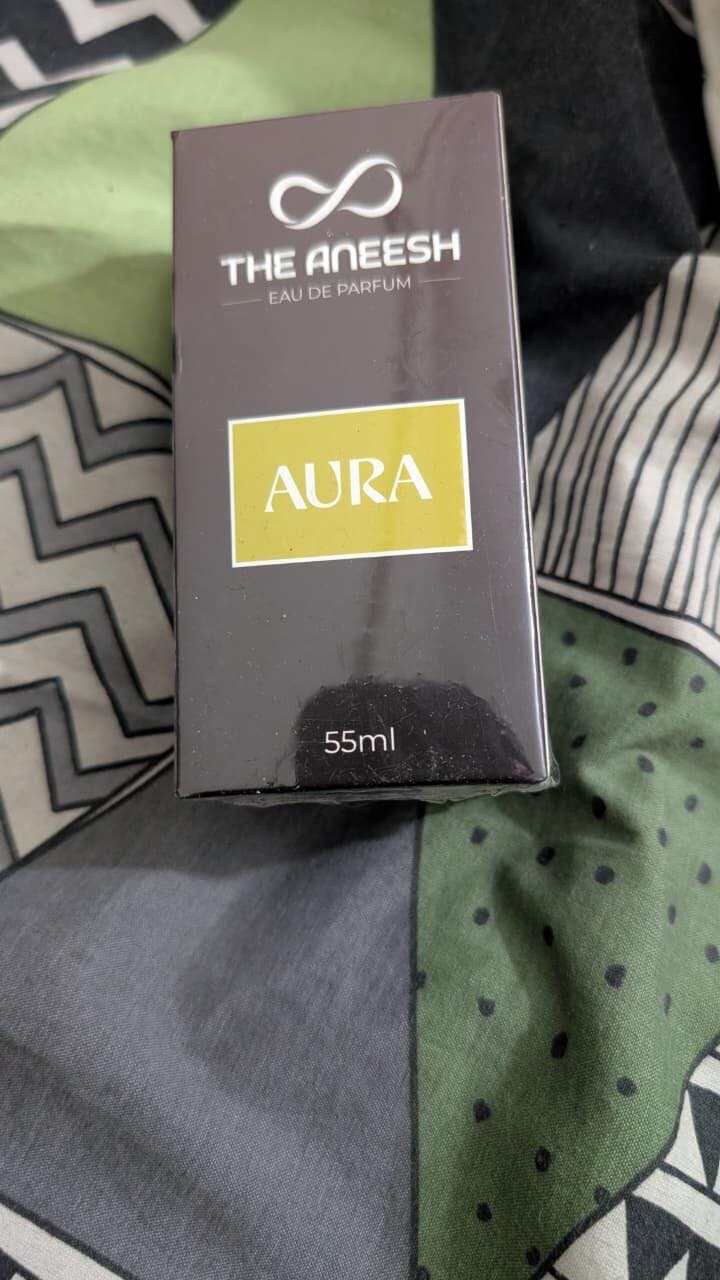 THE ANEESH
EAU DE PARFUM
AURA
55ml